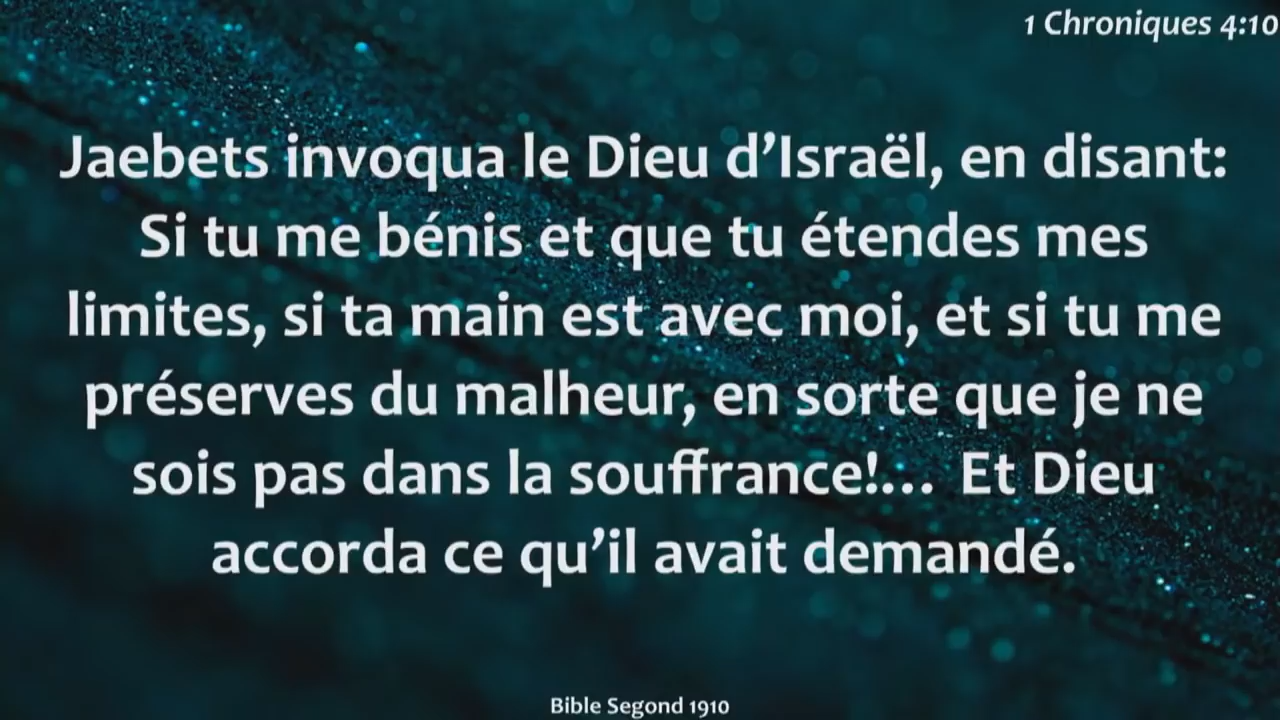 1 Chroniques 4:10
Jaebets invoqua le Dieu d’Israël, en disant:
Si tu me bénis et que tu étendes mes
limites, si ta main est avec moi, et si tu me
préserves du malheur, en sorte que je ne
sois pas dans la souffrance!... Et Dieu
accorda ce qu’il avait demandé.
Bible Segond 1910